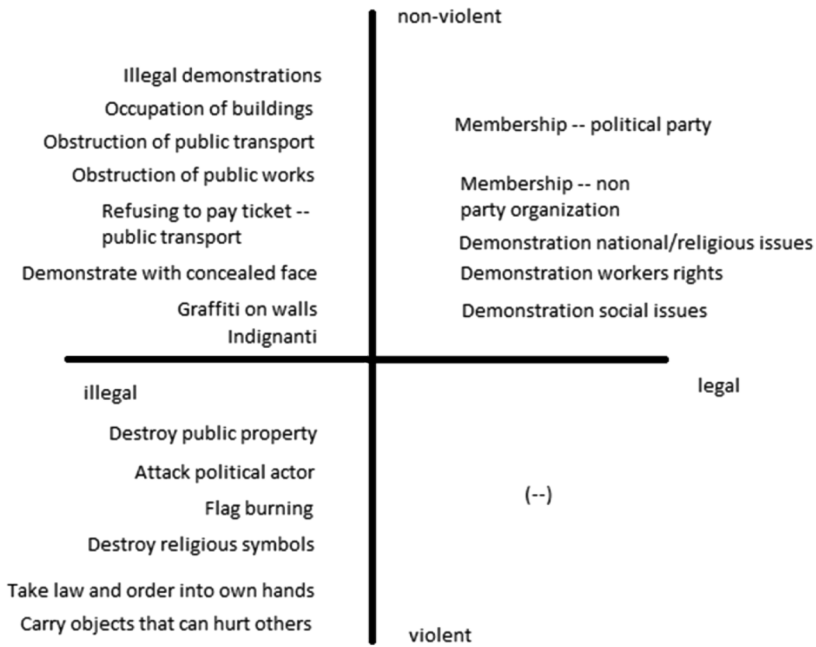 non-violent
Illegal demonstrations
Occupation of buildings
Obstruction of public transport
Obstruction of public works
Refusing to pay ticket --
public transport
Demonstrate with concealed face
Graffiti on walls
Indignanti
Membership -- political party
Membership -- non
party organization
Demonstration national/religious issues
Demonstration workers rights
Demonstration social issues
illegal
legal
Destroy public property
Attack political actor
Flag burning
Destroy religious symbols
Take law and order into own hands
Carry objects that can hurt others
(--)
violent